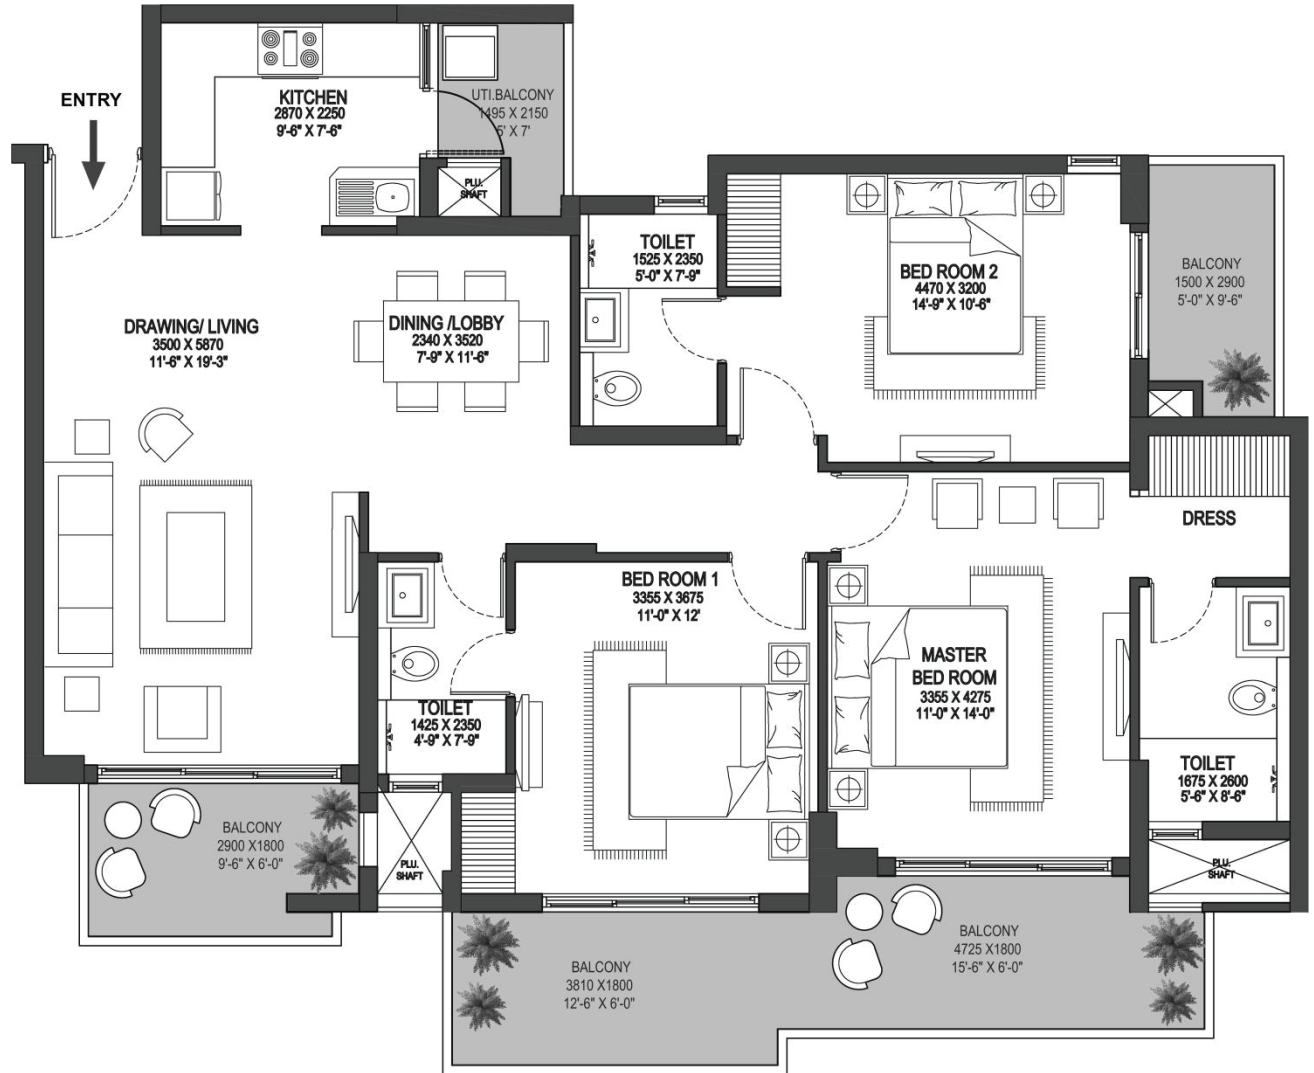 ENTRY
KITCHEN
2870 X 2250
9'-6" X 7'-6"
UTI.BALCONY
1495 X 2150
5' X 7'
PLU.
SHAFT
TOILET
1525 X 2350
5'-0" X 7'-9"
BED ROOM 2
4470 X 3200
14'-9" X 10'-6"
BALCONY
1500 X 2900
5'-0" X 9'-6"
DRAWING/ LIVING
3500 X 5870
11'-6" X 19'-3"
DINING /LOBBY
2340 X 3520
7'-9" X 11'-6"
DRESS
BED ROOM 1
3355 X 3675
11'-0" X 12'
MASTER
BED ROOM
3355 X 4275
11'-0" X 14'-0"
TOILET
1425 X 2350
4'-9" X 7'-9"
TOILET
1675 X 2600
5'-6" X 8'-6"
BALCONY
2900 X1800
9'-6" X 6'-0"
PLU.
SHAFT
PLU.
SHAFT
BALCONY
3810 X1800
12'-6" X 6'-0"
BALCONY
4725 X1800
15'-6" X 6'-0"